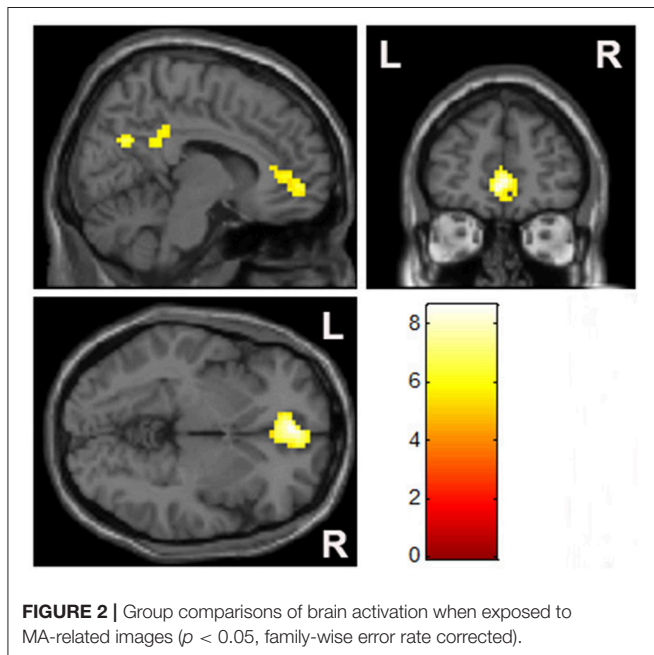 L R
L
R
8
6
4
2
0
FIGURE 2 | Group comparisons of brain activation when exposed to
MA-related images (p < 0.05, family-wise error rate corrected).